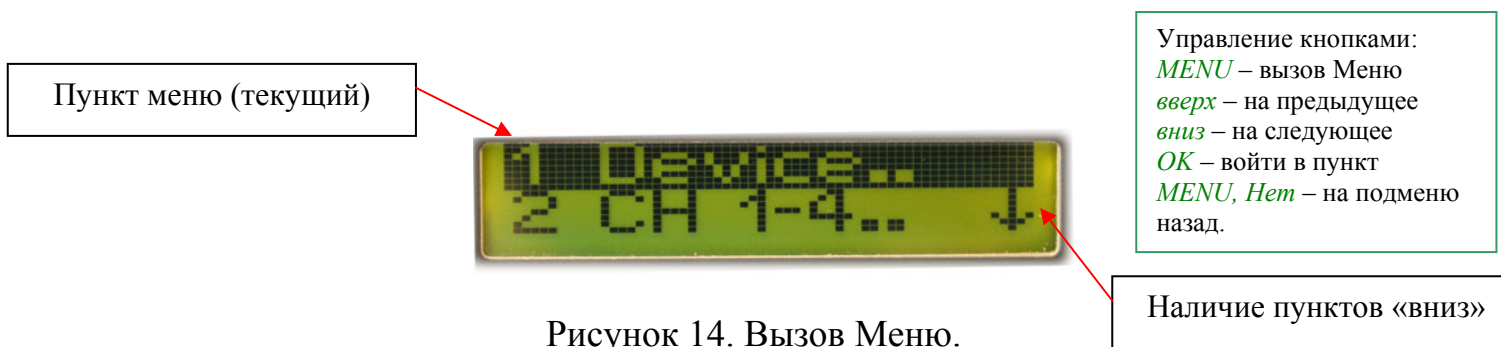 Управление кнопками:
MENU – вызов Меню
вверх – на предыдущее
вниз – на следующее
OK – войти в пункт
MENU, Нет – на подменю
назад.
Пункт меню (текущий)
1 Device..
2 CH 1-4.. ↓
Наличие пунктов «вниз»
Рисунок 14. Вызов Меню.